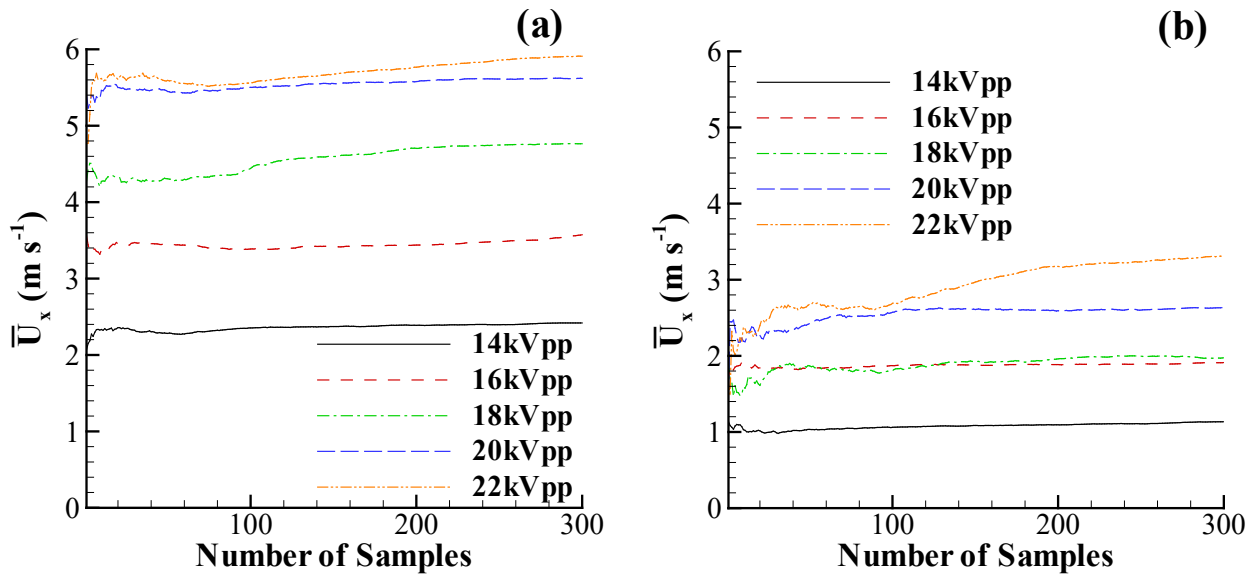 (a)
6
5
4
3
2
1
0
U̅x (m s-1)
14kVpp
16kVpp
18kVpp
20kVpp
22kVpp
100
200
300
Number of Samples
(b)
6
5
4
3
2
1
0
U̅x (m s-1)
14kVpp
16kVpp
18kVpp
20kVpp
22kVpp
100
200
300
Number of Samples